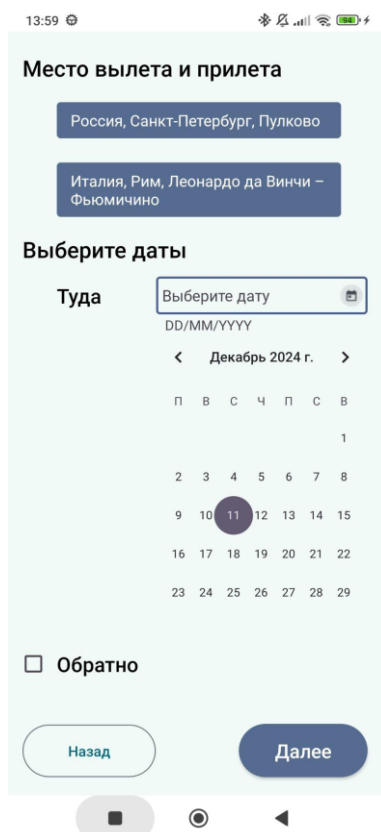 13:59
94
Место вылета и прилета
Россия, Санкт-Петербург, Пулково
Италия, Рим, Леонардо да Винчи –
Фьюмичино
Выберите даты
Туда
Выберите дату
DD/MM/YYYY
Декабрь 2024 г.
П В С Ч П С В
1
2 3 4 5 6 7 8
9 10 11 12 13 14 15
16 17 18 19 20 21 22
23 24 25 26 27 28 29
Обратно
Назад
Далее